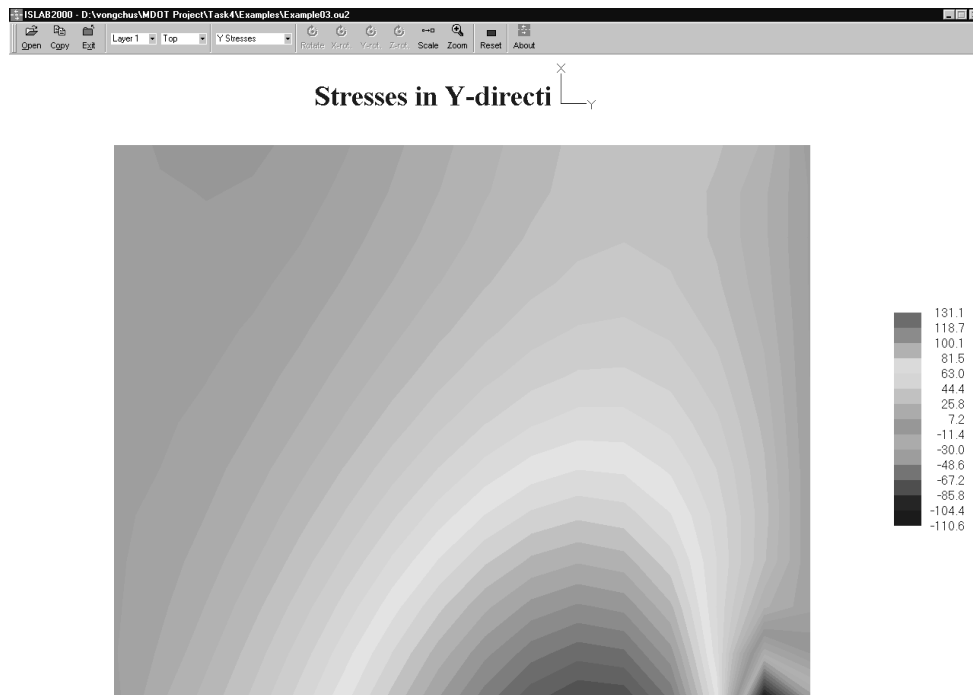 ISLAB2000 - D:\vongchus\MDOT Project\Task4\Examples\Example03.ou2
Layer 1 Top Y Stresses
Open Copy Exit Rotate X-rot. Y-rot. Z-rot. Scale Zoom Reset About
Stresses in Y-directi
X
Y
131.1
118.7
100.1
81.5
63.0
44.4
25.8
7.2
-11.4
-30.0
-48.6
-67.2
-85.8
-104.4
-110.6